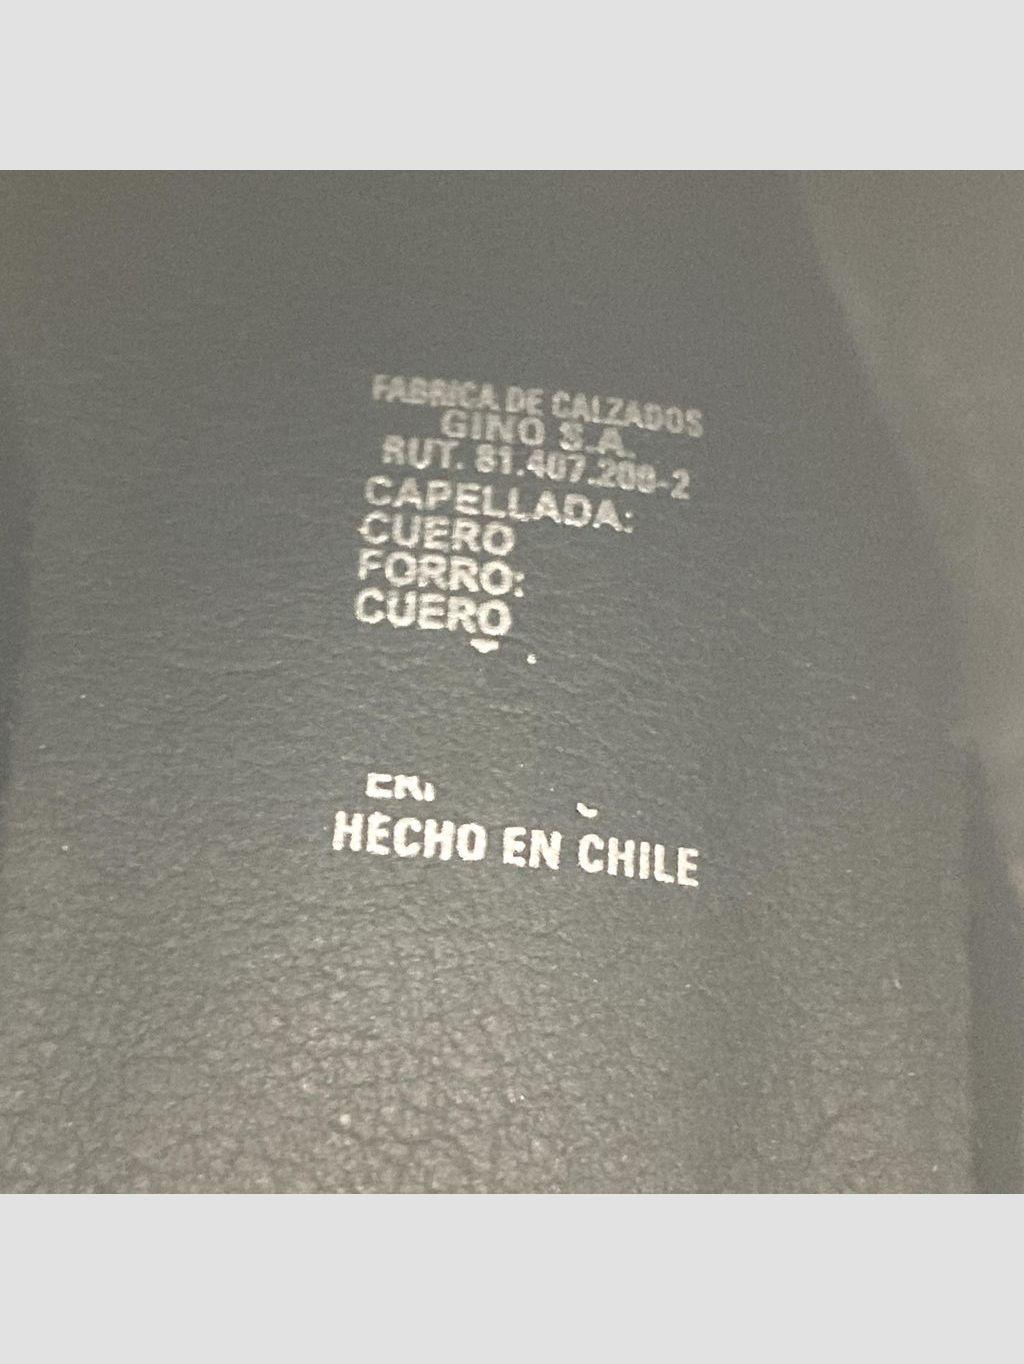 FABRICA DE CALZADOS
GINO S.A.
RUT. 81.407.200-2
CAPELLADA:
CUERO
FORRO:
CUERO
HECHO EN CHILE